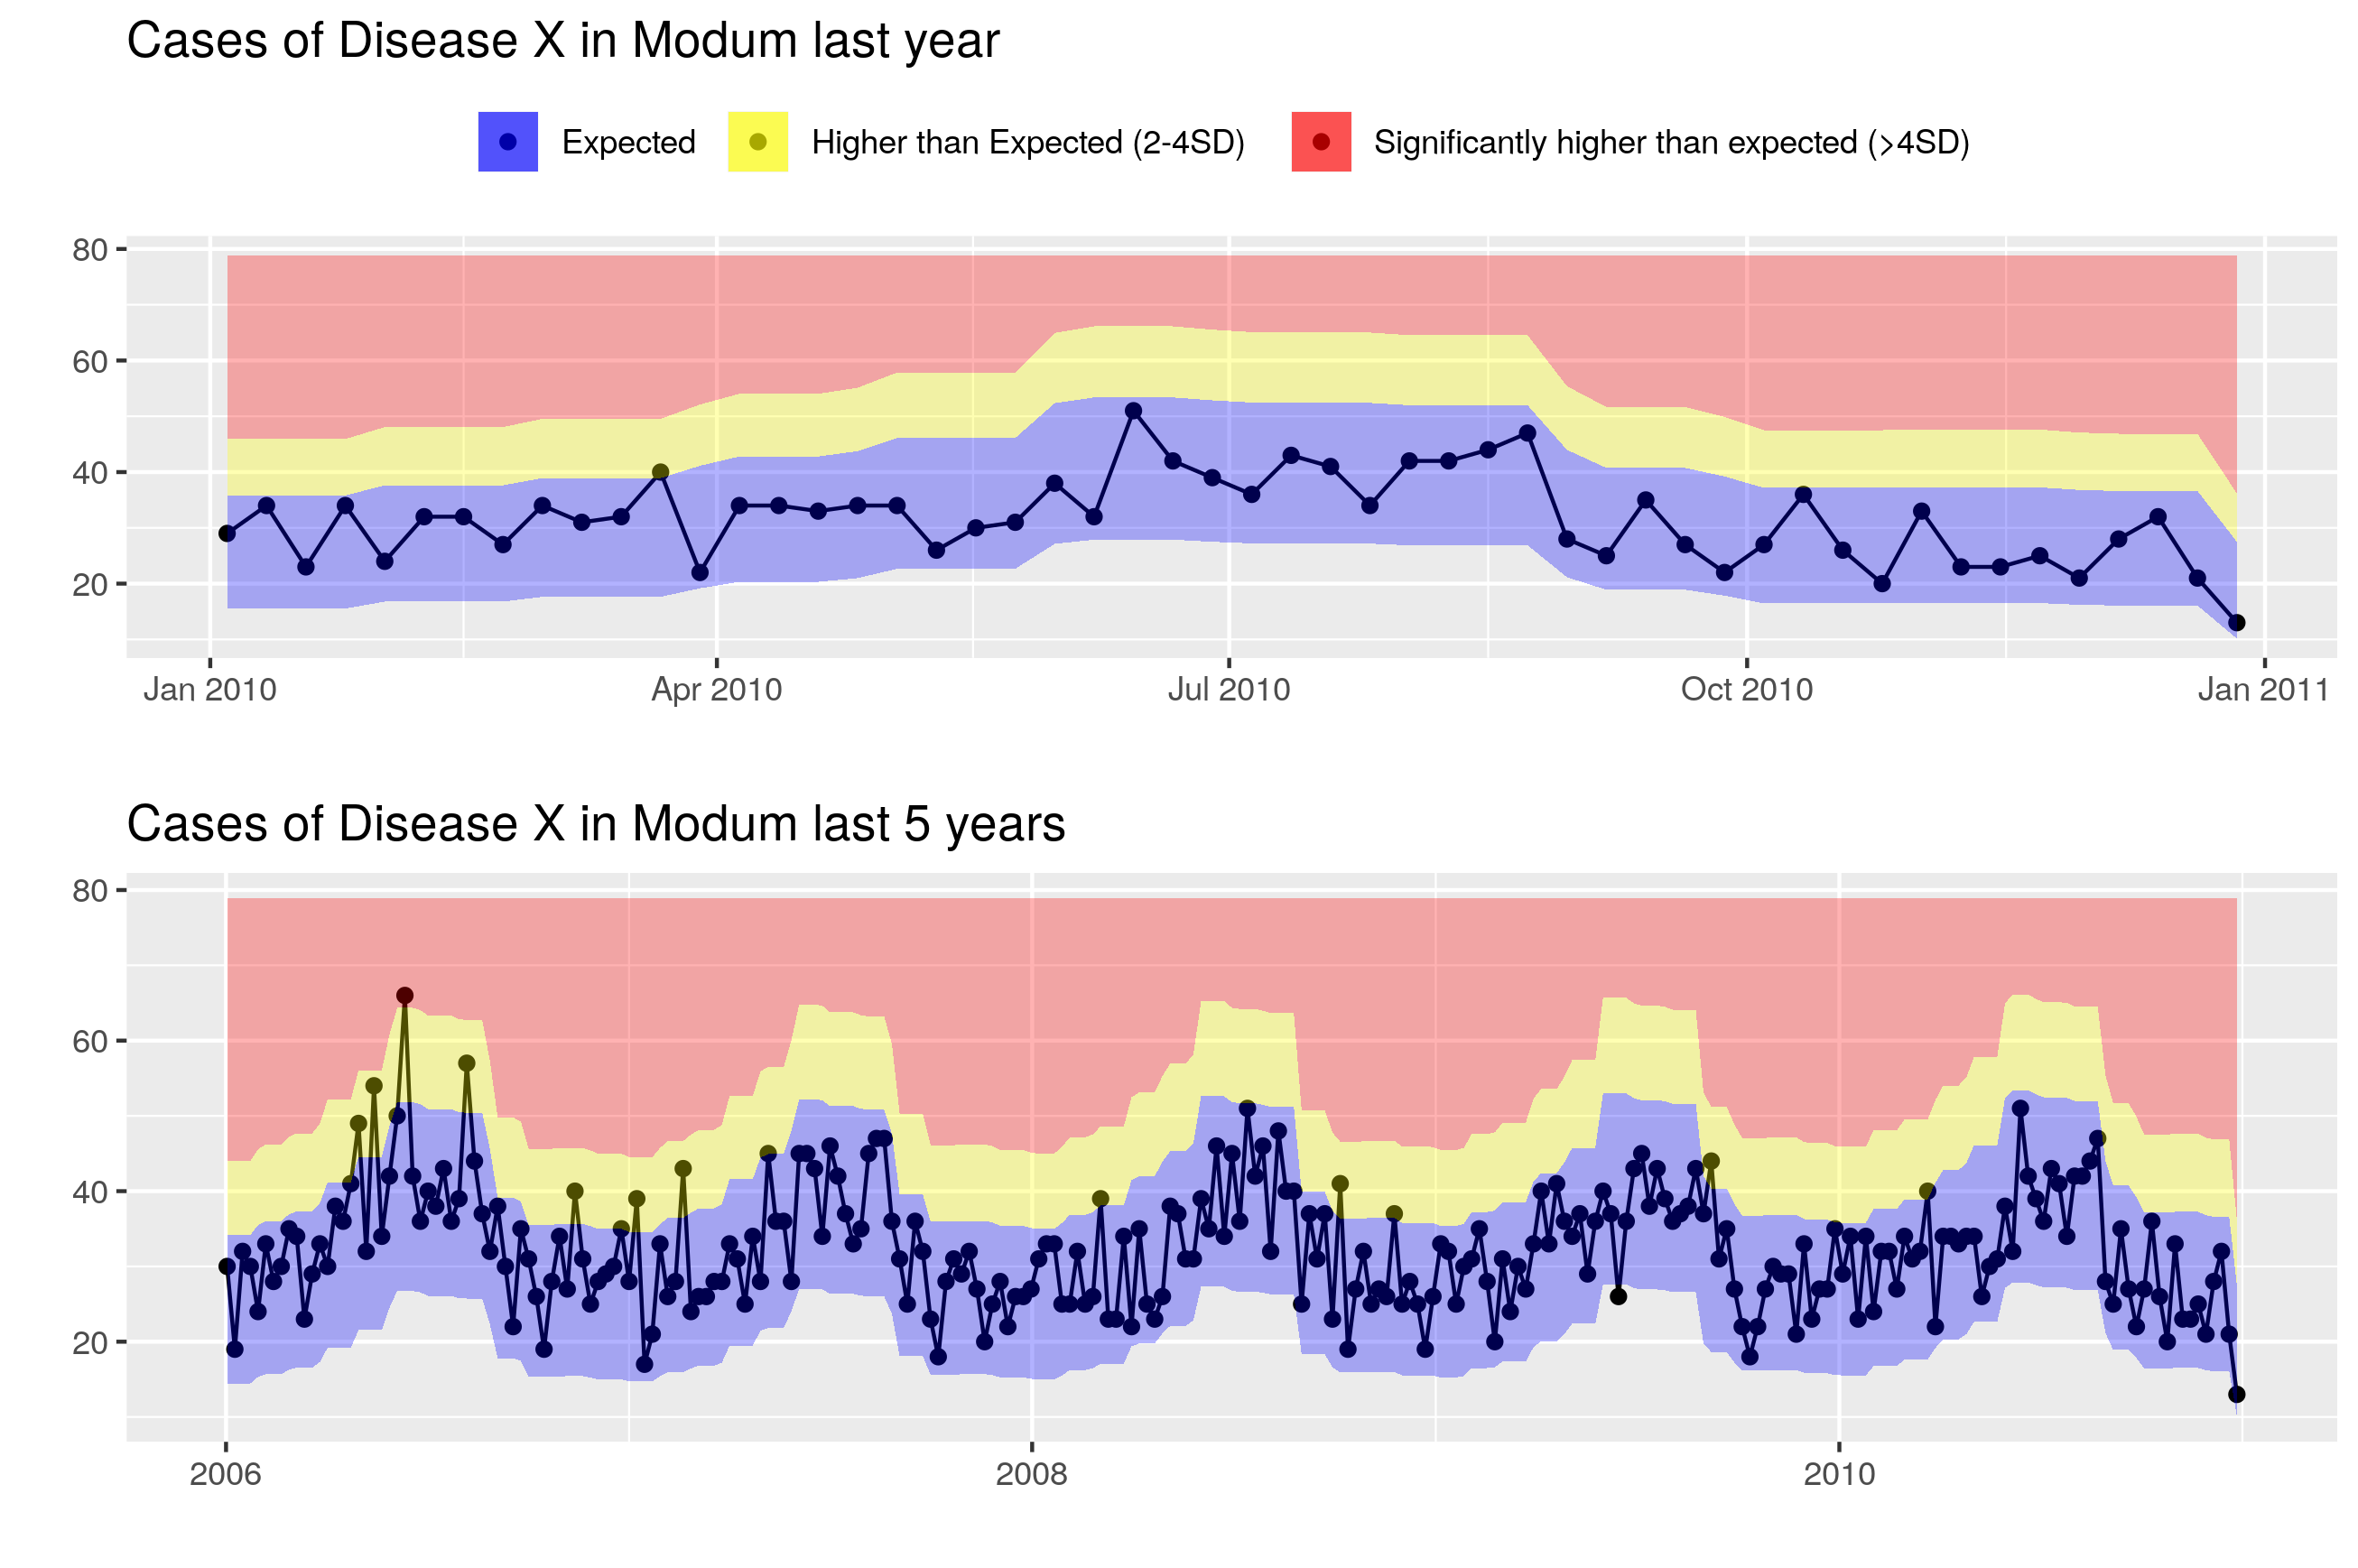 Cases of Disease X in Modum last year
Expected Higher than Expected (2-4SD) Significantly higher than expected (>4SD)
80
60
40
20
Jan 2010 Apr 2010 Jul 2010 Oct 2010 Jan 2011
Cases of Disease X in Modum last 5 years
80
60
40
20
2006 2008 2010